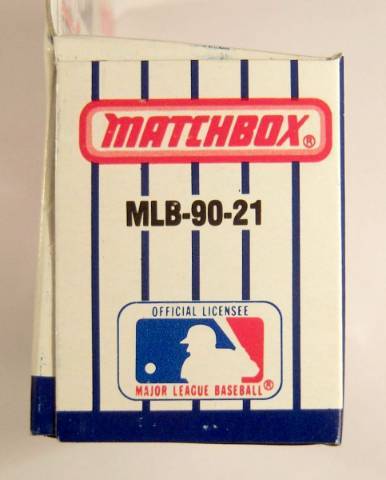 MATCHBOX®
MLB-90-21
OFFICIAL LICENSEE
MAJOR LEAGUE BASEBALL®